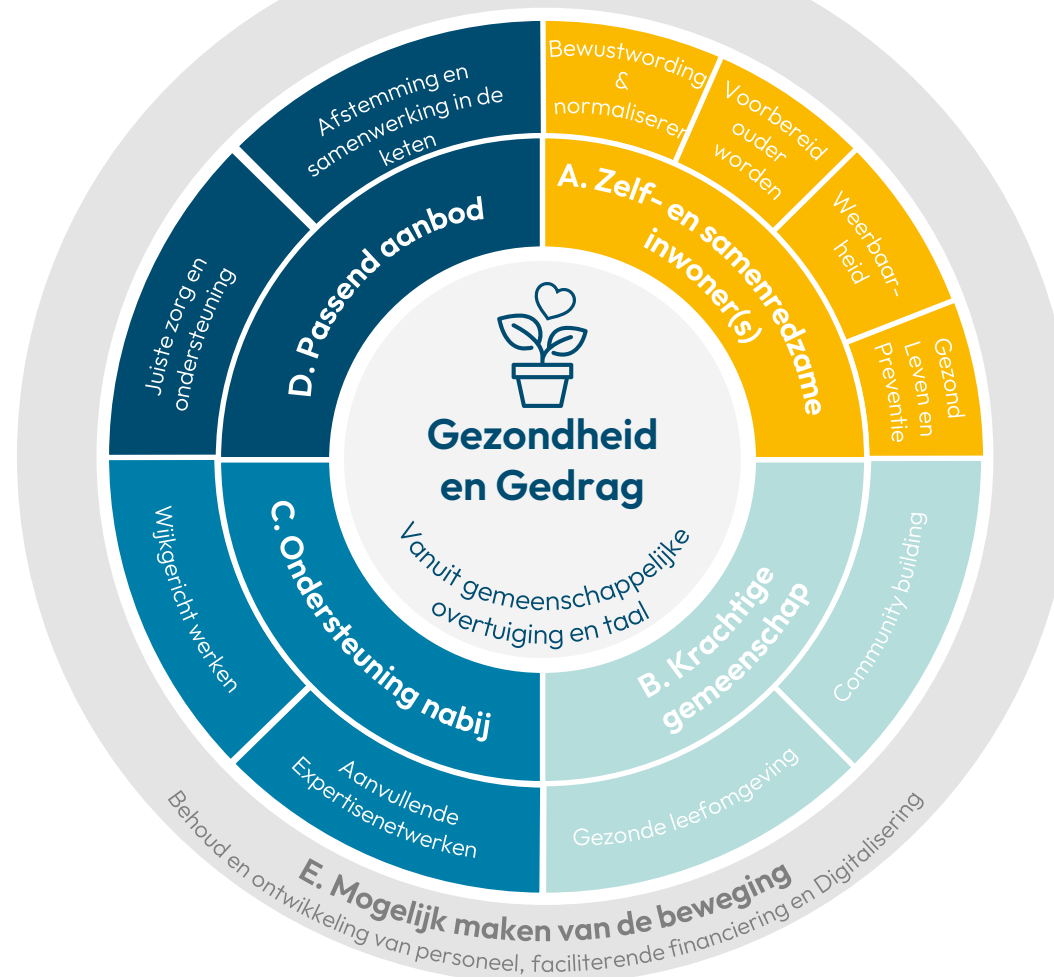 Gezondheid
en Gedrag
Vanuit gemeenschappelijke
overtuiging en taal
A. Zelf- en samenredzame
inwoner(s)
Bewustwording
&
normaliseren
Voorbereid
ouder
worden
Weerbaar-
heid
Gezond
Leven en
Preventie
B. Krachtige
gemeenschap
Community building
Gezonde leefomgeving
C. Ondersteuning nabij
Aanvullende
Expertisenetwerken
Wijkgericht werken
D. Passend aanbod
Juiste zorg en
ondersteuning
Afstemming en
samenwerking in de
keten
E. Mogelijk maken van de beweging
Behoud en ontwikkeling van personeel, faciliterende financiering en Digitalisering